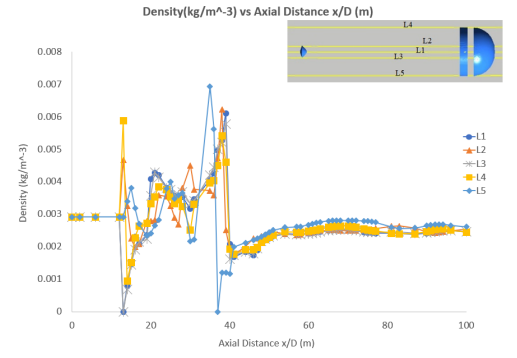 Density(kg/m^-3) vs Axial Distance x/D (m)
L4
L2
L1
L3
L5
0.008
0.007
0.006
0.005
0.004
0.003
0.002
0.001
0
Density (kg/m^-3)
L1
L2
L3
L4
L5
0 20 40 60 80 100
Axial Distance x/D (m)